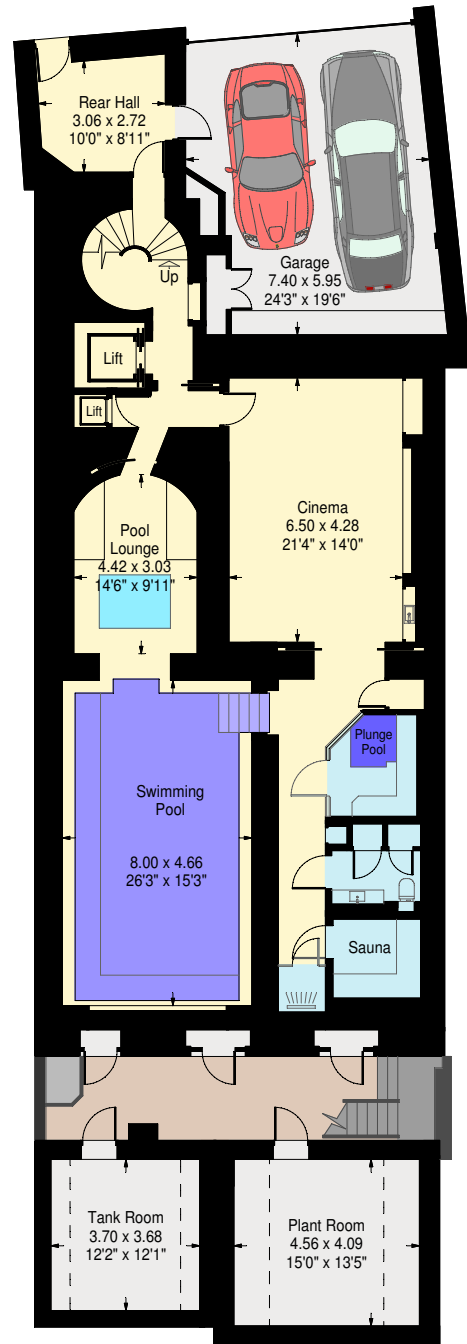 Rear Hall
3.06 x 2.72
10'0" x 8'11"
Up
Garage
7.40 x 5.95
24'3" x 19'6"
Lift
Lift
Cinema
6.50 x 4.28
21'4" x 14'0"
Pool
Lounge
4.42 x 3.03
14'6" x 9'11"
Plunge
Pool
Swimming
Pool
8.00 x 4.66
26'3" x 15'3"
Sauna
Tank Room
3.70 x 3.68
12'2" x 12'1"
Plant Room
4.56 x 4.09
15'0" x 13'5"